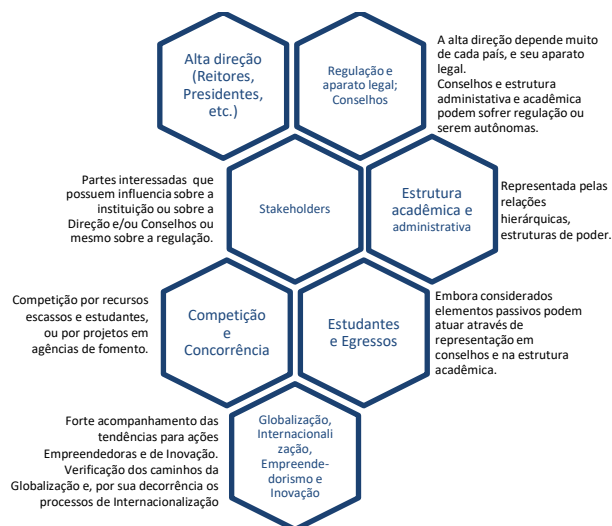 Alta direção
(Reitores,
Presidentes,
etc.)
Regulação e
aparato legal;
Conselhos
A alta direção depende muito
de cada país, e seu aparato
legal.
Conselhos e estrutura
administativa e acadêmica
podem sofrer regulação ou
serem autônomas.
Partes interessadas que
possuem influencia sobre a
instituição ou sobre a
Direção e/ou Conselhos ou
mesmo sobre a regulação.
Stakeholders
Estrutura
acadêmica e
administrativa
Representada pelas
relações
hierárquicas,
estruturas de poder.
Competição por recursos
escassos e estudantes,
ou por projetos em
agências de fomento.
Competição
e
Concorrência
Estudantes
e Egressos
Embora considerados
elementos passivos podem
atuar através de
representação em
conselhos e na estrutura
acadêmica.
Forte acompanhamento das
tendências para ações
Empreendedoras e de Inovação.
Verificação dos caminhos da
Globalização e, por sua decorrência os
processos de Internacionalização
Globalização,
Internacionali
zação,
Empreende-
dorismo e
Inovação